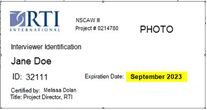 RTI
INTERNATIONAL
NSCAW III
Project # 0214780
PHOTO
Interviewer Identification
Jane Doe
ID: 32111
Expiration Date: September 2023
Certified by: Melissa Dolan
Title: Project Director, RTI